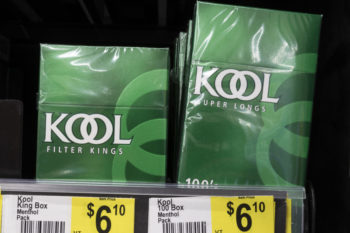 KOOL
FILTER KINGS
KOOL
SUPER LONGS
100's
Kool
King Box
Menthol
Pack
$6.10
VT
Kool
100 Box
Menthol
Pack
$6.10